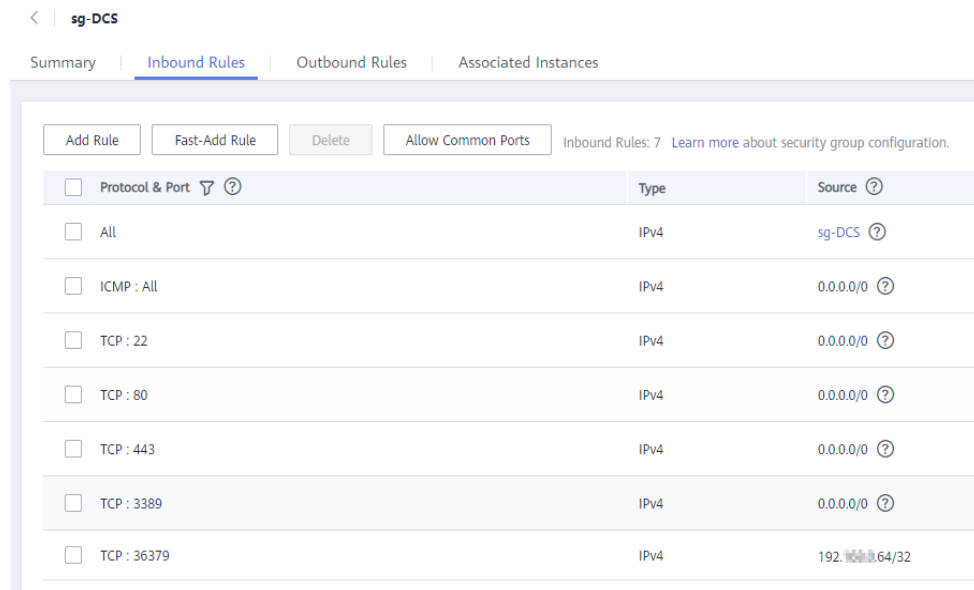 sg-DCS
Summary Inbound Rules Outbound Rules Associated Instances
Add Rule Fast-Add Rule Delete Allow Common Ports Inbound Rules: 7 Learn more about security group configuration.
Protocol & Port Type Source
All IPv4 sg-DCS
ICMP : All IPv4 0.0.0.0/0
TCP : 22 IPv4 0.0.0.0/0
TCP : 80 IPv4 0.0.0.0/0
TCP : 443 IPv4 0.0.0.0/0
TCP : 3389 IPv4 0.0.0.0/0
TCP : 36379 IPv4 192. .64/32